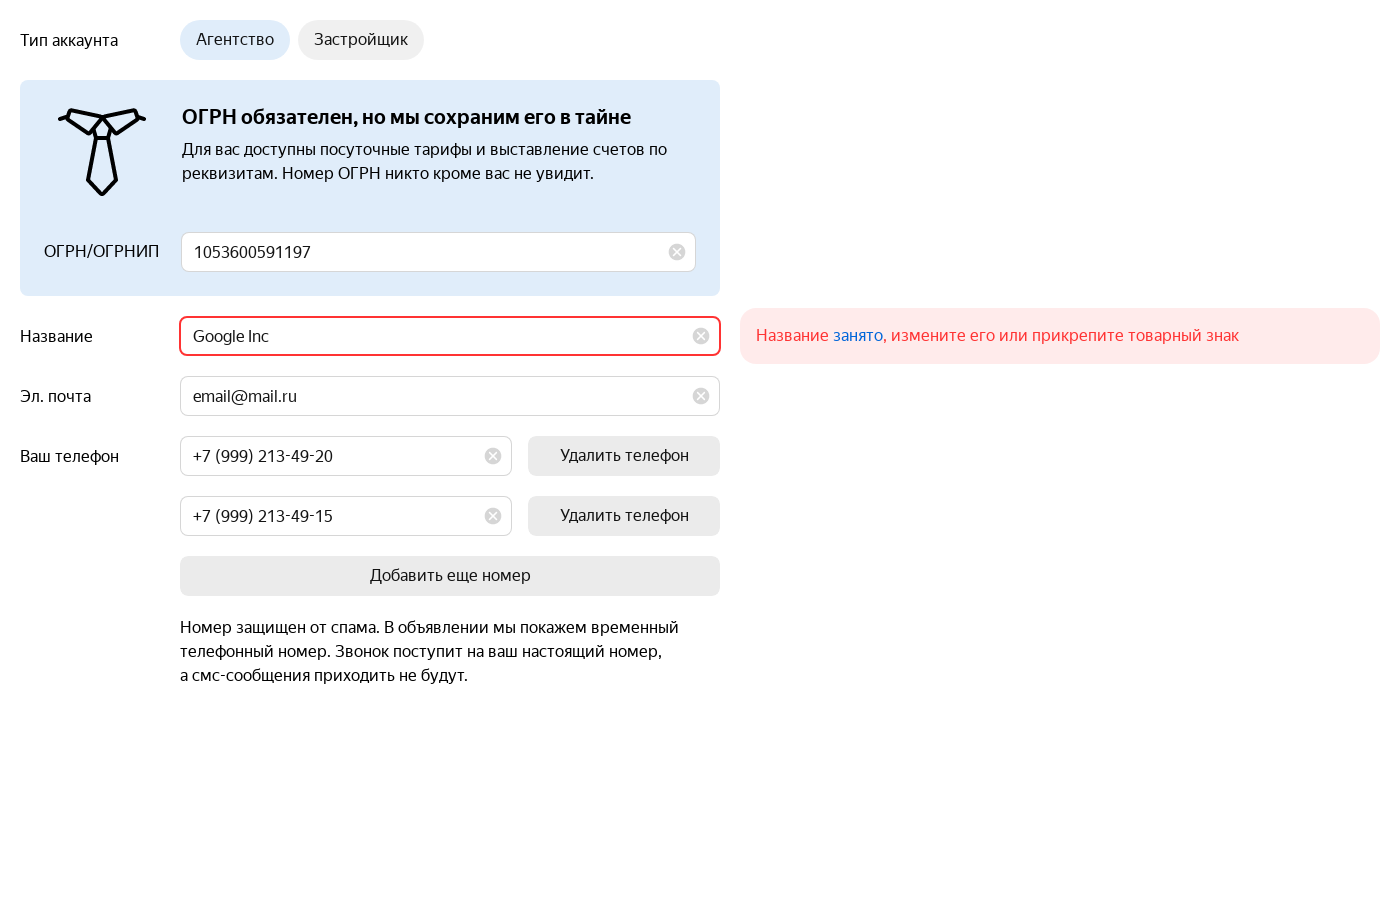 Тип аккаунта
Агентство
Застройщик
ОГРН обязателен, но мы сохраним его в тайне
Для вас доступны посуточные тарифы и выставление счетов по
реквизитам. Номер ОГРН никто кроме вас не увидит.
ОГРН/ОГРНИП
1053600591197
Название
Google Inc
Название занято, измените его или прикрепите товарный знак
Эл. почта
email@mail.ru
Ваш телефон
+7 (999) 213-49-20
Удалить телефон
+7 (999) 213-49-15
Удалить телефон
Добавить еще номер
Номер защищен от спама. В объявлении мы покажем временный
телефонный номер. Звонок поступит на ваш настоящий номер,
а смс-сообщения приходить не будут.